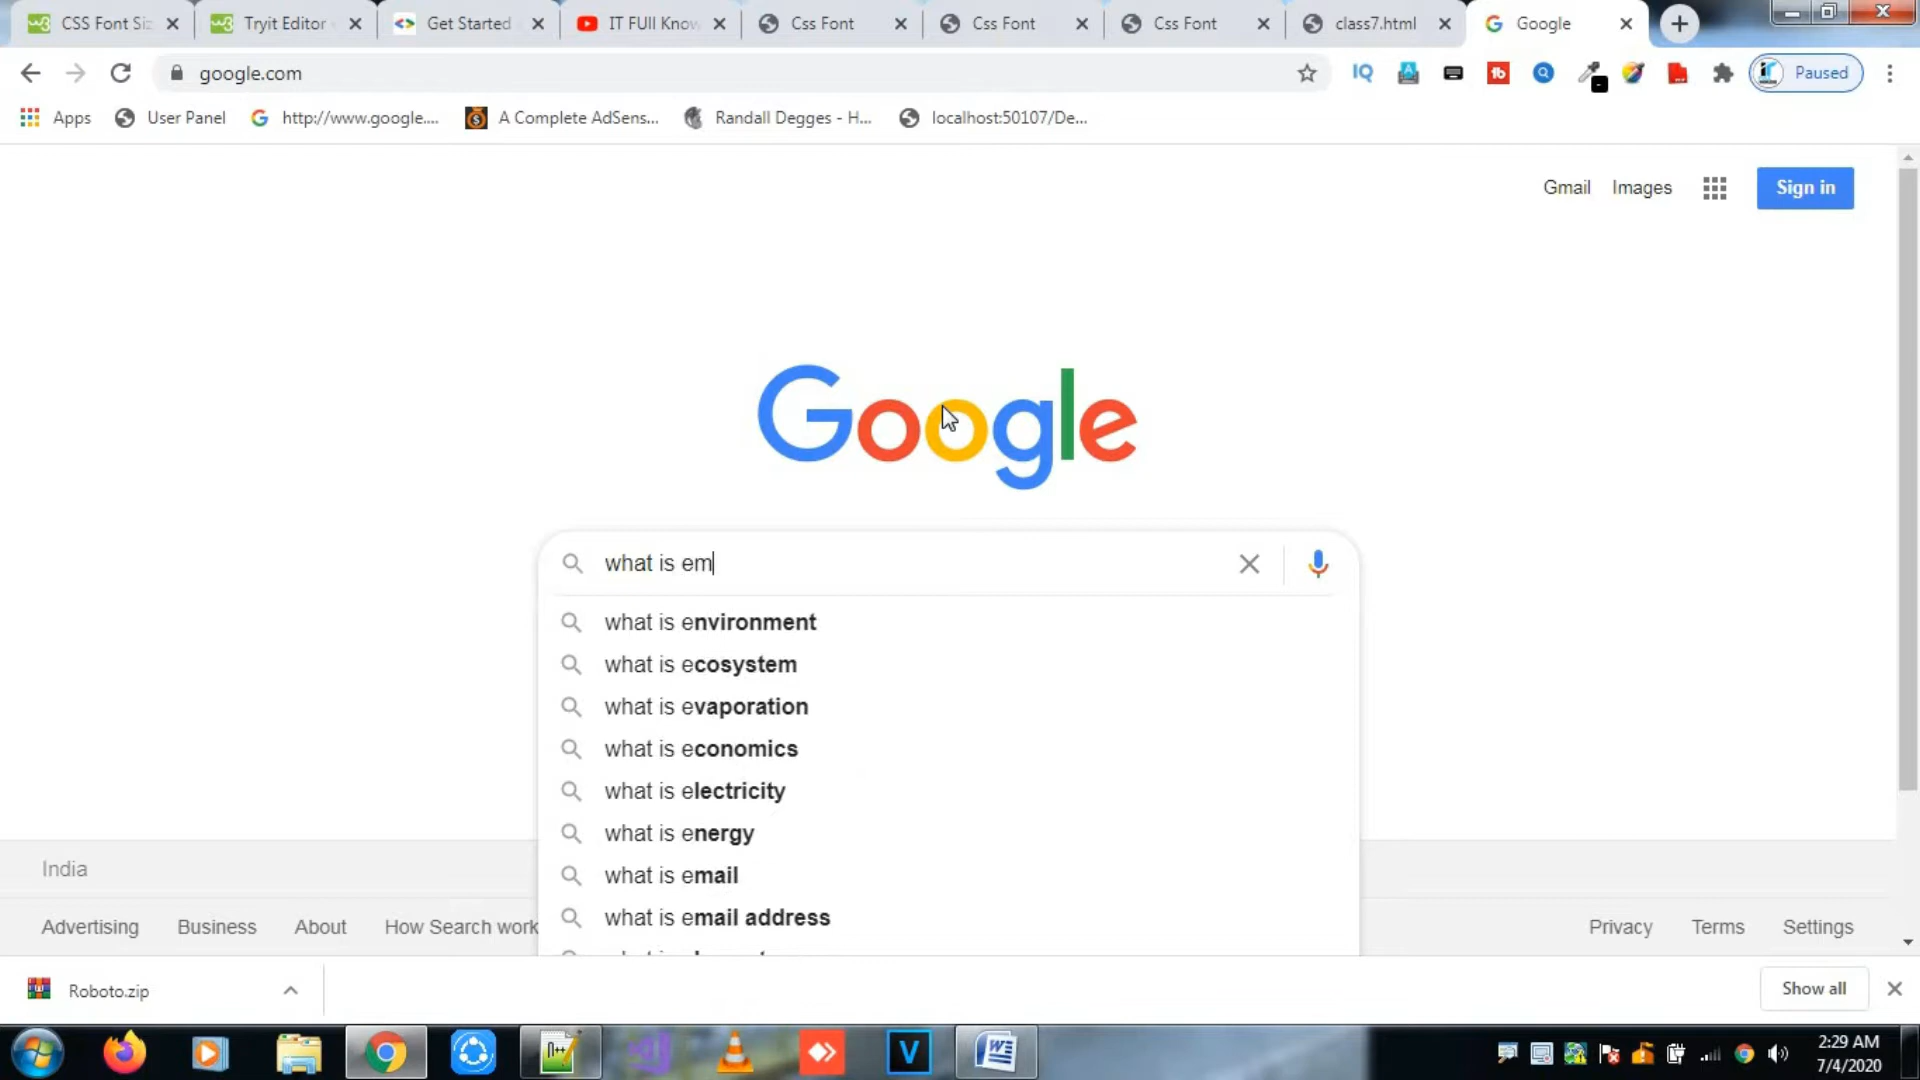 CSS Font Siz
Tryit Editor
Get Started
IT FUll Know
Css Font
Css Font
Css Font
class7.html
Google
google.com
Paused
Apps
User Panel
http://www.google....
A Complete AdSens...
Randall Degges - H...
localhost:50107/De...
Gmail
Images
Sign in
Google
what is em
what is environment
what is ecosystem
what is evaporation
what is economics
what is electricity
what is energy
what is email
what is email address
India
Advertising
Business
About
How Search work
Privacy
Terms
Settings
Roboto.zip
Show all
2:29 AM
7/4/2020